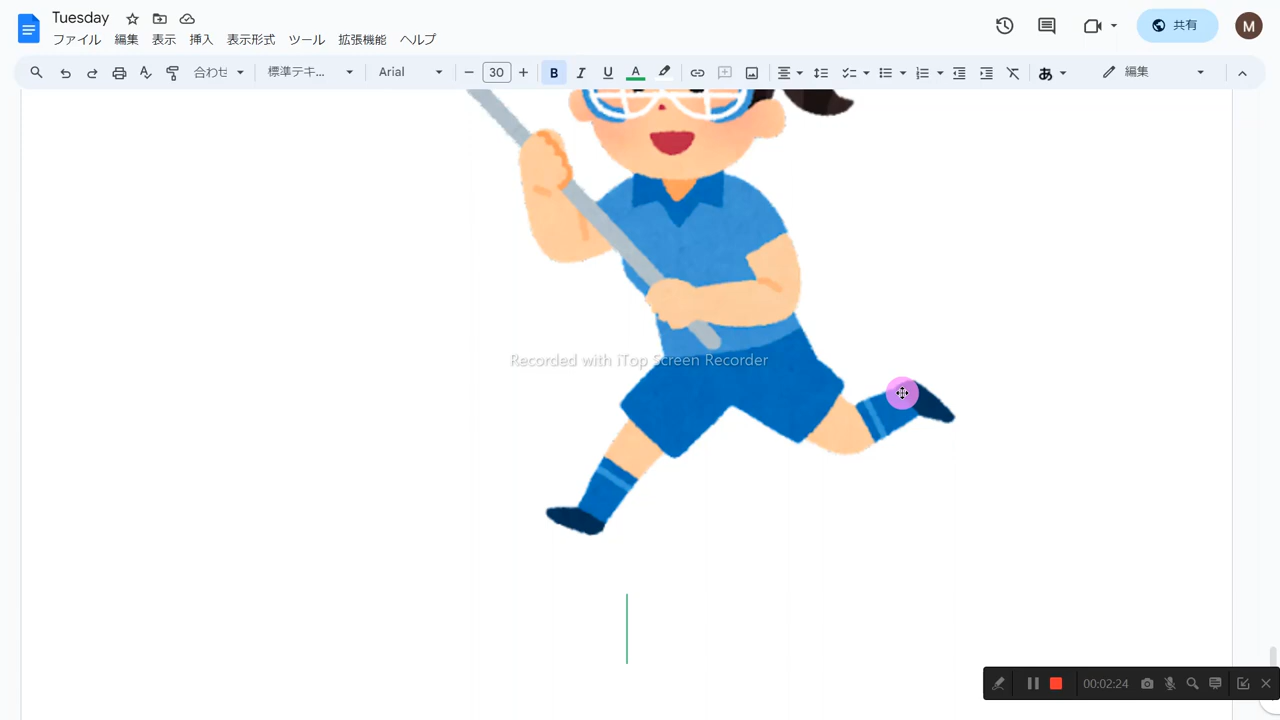 Tuesday
ファイル 編集 表示 挿入 表示形式 ツール 拡張機能 ヘルプ
共有
M
合わせ 標準テキ... Arial 30 B I U A あ 編集
Recorded with iTop Screen Recorder
00:02:24